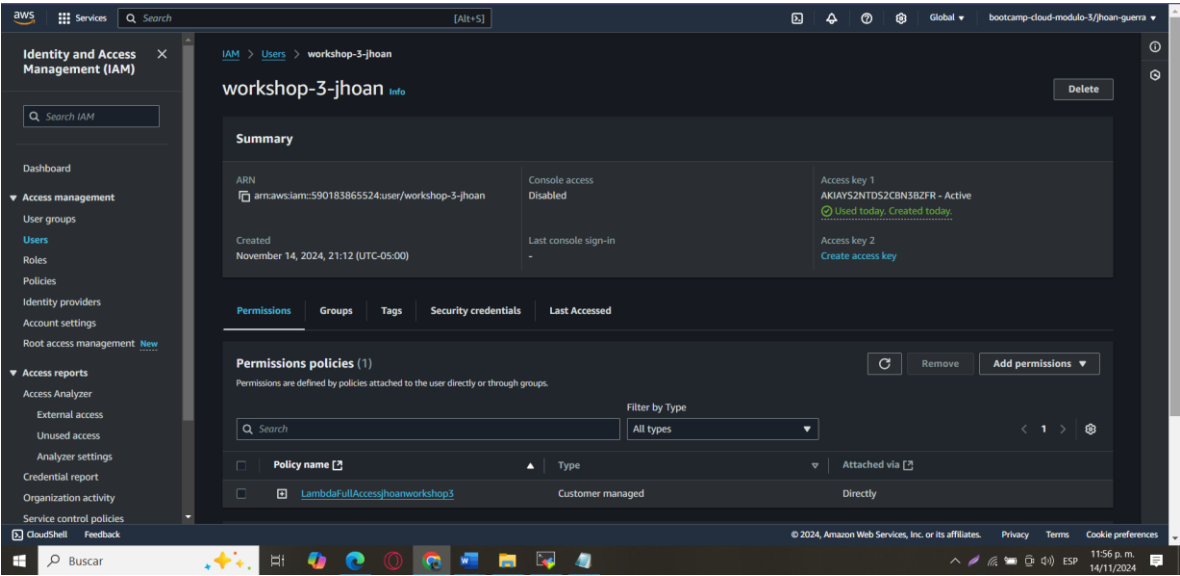 aws Services Search [Alt+S] Global bootcamp-cloud-modulo-3/jhoan-guerra
Identity and Access Management (IAM)
Search IAM
Dashboard
Access management
User groups
Users
Roles
Policies
Identity providers
Account settings
Root access management New
Access reports
Access Analyzer
External access
Unused access
Analyzer settings
Credential report
Organization activity
Service control policies
IAM > Users > workshop-3-jhoan
workshop-3-jhoan Info
Delete
Summary
ARN
arn:aws:iam::590183865524:user/workshop-3-jhoan
Console access
Disabled
Access key 1
AKIAYS2NTDS2CBN3BZFR - Active
Used today. Created today.
Created
November 14, 2024, 21:12 (UTC-05:00)
Last console sign-in
-
Access key 2
Create access key
Permissions Groups Tags Security credentials Last Accessed
Permissions policies (1)
Permissions are defined by policies attached to the user directly or through groups.
Remove
Add permissions
Filter by Type
Search
All types
1
Policy name Type Attached via
LambdaFullAccessjhoanworkshop3 Customer managed Directly
CloudShell Feedback © 2024, Amazon Web Services, Inc. or its affiliates. Privacy Terms Cookie preferences
Buscar
ESP
11:56 p. m.
14/11/2024